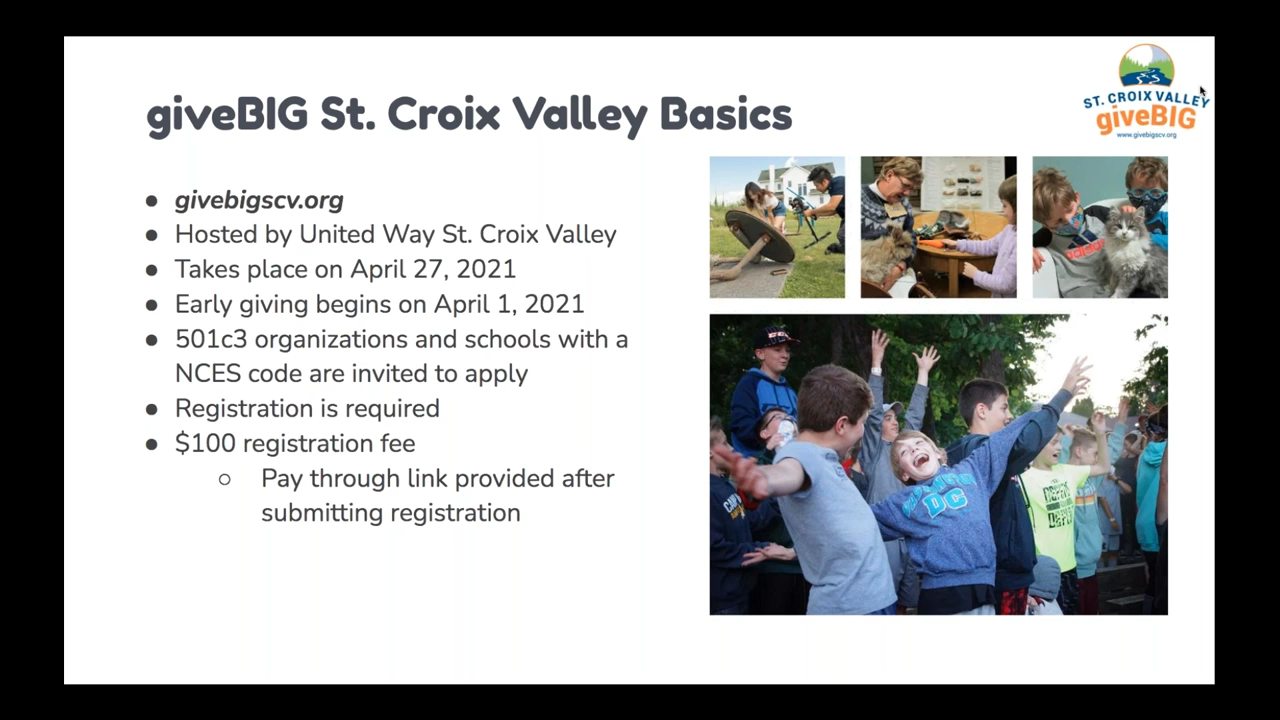 giveBIG St. Croix Valley Basics
ST. CROIX VALLEY
giveBIG
www.givebigscv.org
● givebigscv.org
● Hosted by United Way St. Croix Valley
● Takes place on April 27, 2021
● Early giving begins on April 1, 2021
● 501c3 organizations and schools with a
NCES code are invited to apply
● Registration is required
● $100 registration fee
○ Pay through link provided after
submitting registration
DC